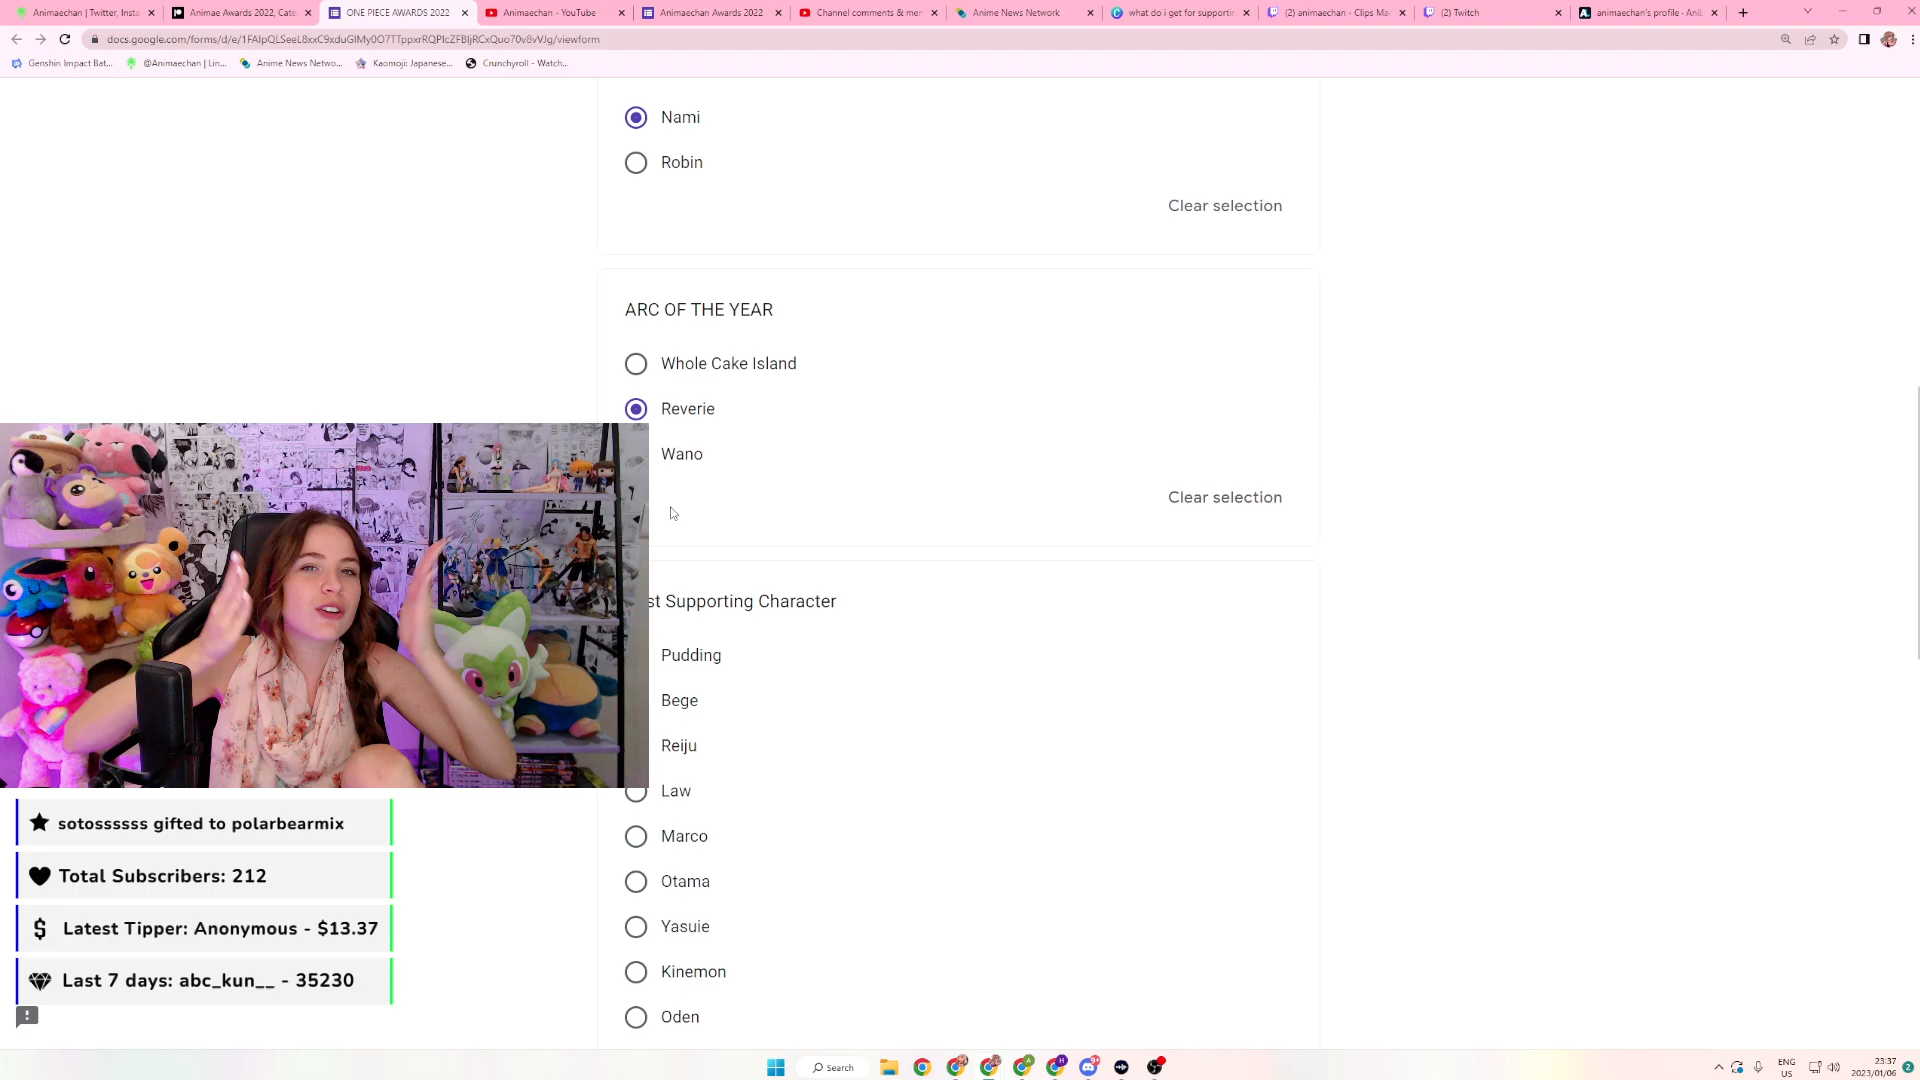 Animaechan | Twitter, Insta
Animae Awards 2022, Cate
ONE PIECE AWARDS 2022
Animaechan - YouTube
Animaechan Awards 2022
Channel comments & me
Anime News Network
what do i get for supporti
(2) animaechan - Clips Ma
(2) Twitch
animaechan's profile · Ani
Genshin Impact Bat...
@Animaechan | Lin...
Anime News Netwo...
Kaomoji: Japanese...
Crunchyroll - Watch...
Nami
Robin
Clear selection
ARC OF THE YEAR
Whole Cake Island
Reverie
Wano
Clear selection
st Supporting Character
Pudding
Bege
Reiju
Law
Marco
Otama
Yasuie
Kinemon
Oden
sotossssss gifted to polarbearmix
Total Subscribers: 212
Latest Tipper: Anonymous - $13.37
Last 7 days: abc_kun__ - 35230
Search
9+
ENG
US
23:37
2023/01/06
2